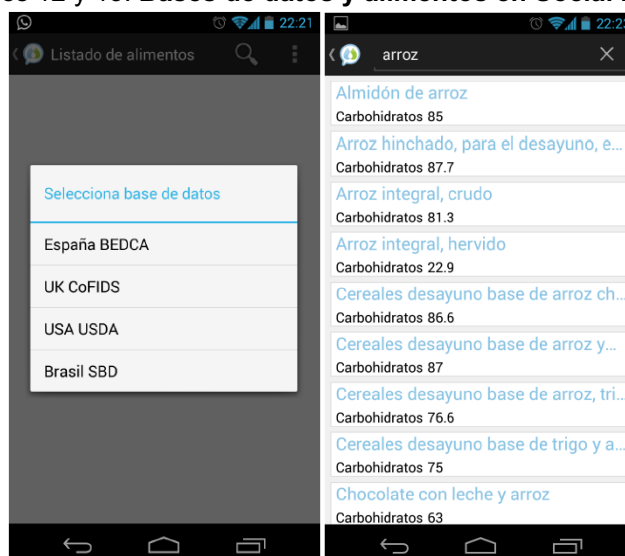 Bases de datos y alimentos en Social
22:21
Listado de alimentos
Selecciona base de datos
España BEDCA
UK CoFIDS
USA USDA
Brasil SBD
arroz
Almidón de arroz
Carbohidratos 85
Arroz hinchado, para el desayuno, e...
Carbohidratos 87.7
Arroz integral, crudo
Carbohidratos 81.3
Arroz integral, hervido
Carbohidratos 22.9
Cereales desayuno base de arroz ch...
Carbohidratos 86.6
Cereales desayuno base de arroz y...
Carbohidratos 87
Cereales desayuno base de arroz, tri...
Carbohidratos 76.6
Cereales desayuno base de trigo y a...
Carbohidratos 75
Chocolate con leche y arroz
Carbohidratos 63